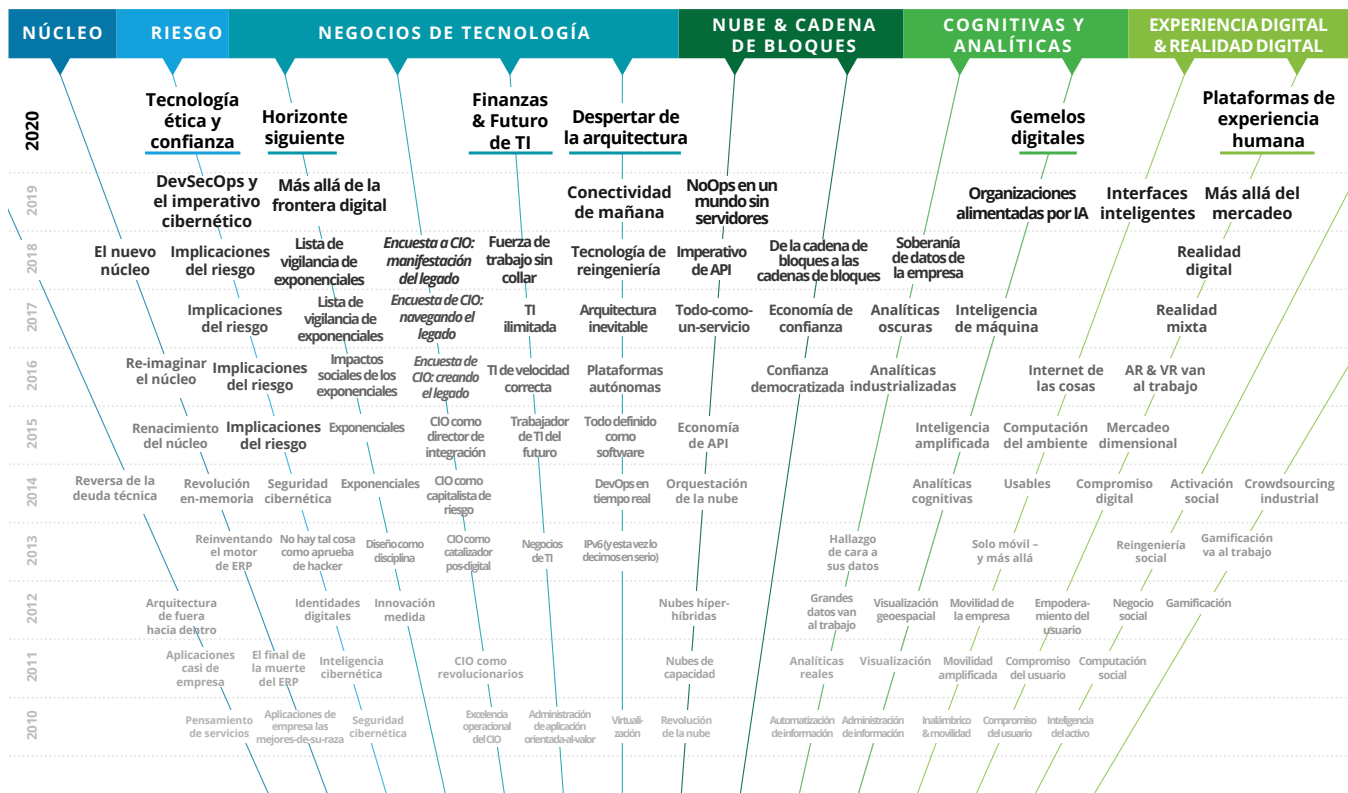 NÚCLEO
RIESGO
NEGOCIOS DE TECNOLOGÍA
NUBE & CADENA
DE BLOQUES
COGNITIVAS Y
ANALÍTICAS
EXPERIENCIA DIGITAL
& REALIDAD DIGITAL
2020
Tecnología
ética y
confianza
Horizonte
siguiente
Finanzas
& Futuro
de TI
Despertar de
la arquitectura
Gemelos
digitales
Plataformas de
experiencia
humana
2019
DevSecOps y
el imperativo
cibernético
Más allá de la
frontera digital
Conectividad
de mañana
NoOps en un
mundo sin
servidores
Organizaciones
alimentadas por IA
Interfaces
inteligentes
Más allá del
mercadeo
2018
El nuevo
núcleo
Implicaciones
del riesgo
Lista de
vigilancia de
exponenciales
Encuesta a CIO:
manifestación
del legado
Fuerza de
trabajo sin
collar
Tecnología de
reingeniería
Imperativo
de API
De la cadena de
bloques a las
cadenas de bloques
Soberanía
de datos de
la empresa
Realidad
digital
2017
Implicaciones
del riesgo
Lista de
vigilancia de
exponenciales
Encuesta de CIO:
navegando el
legado
TI
ilimitada
Arquitectura
inevitable
Todo-como-
un-servicio
Economía de
confianza
Analíticas
oscuras
Inteligencia
de máquina
Realidad
mixta
2016
Re-imaginar
el núcleo
Implicaciones
del riesgo
Impactos
sociales de los
exponenciales
Encuesta de
CIO: creando
el legado
TI de velocidad
correcta
Plataformas
autónomas
Confianza
democratizada
Analíticas
industrializadas
Internet de
las cosas
AR & VR van
al trabajo
2015
Renacimiento
del núcleo
Implicaciones
del riesgo
Exponenciales
CIO como
director de
integración
Trabajador
de TI del
futuro
Todo definido
como
software
Economía
de API
Inteligencia
amplificada
Computación
del ambiente
Mercadeo
dimensional
2014
Reversa de la
deuda técnica
Revolución
en-memoria
Seguridad
cibernética
Exponenciales
CIO como
capitalista de
riesgo
DevOps en
tiempo real
Orquestación
de la nube
Analíticas
cognitivas
Usables
Compromiso
digital
Activación
social
Crowdsourcing
industrial
2013
Reinventando
el motor
de ERP
No hay tal cosa
como aprueba
de hacker
Diseño como
disciplina
CIO como
catalizador
pos-digital
Negocios
de TI
IPv6 (y esta vez lo
decimos en serio)
Hallazgo
de cara a
sus datos
Solo móvil –
y más allá
Reingeniería
social
Gamificación
va al trabajo
2012
Arquitectura
de fuera
hacia dentro
Identidades
digitales
Innovación
medida
Nubes híper-
híbridas
Grandes
datos van
al trabajo
Visualización
geoespacial
Movilidad de
la empresa
Empodera-
miento del
usuario
Negocio
social
Gamificación
2011
Aplicaciones
casi de
empresa
El final de
la muerte
del ERP
Inteligencia
cibernética
CIO como
revolucionarios
Nubes de
capacidad
Analíticas
reales
Visualización
Movilidad
amplificada
Compromiso
del usuario
Computación
social
2010
Pensamiento
de servicios
Aplicaciones de
empresa las
mejores-de-su-raza
Seguridad
cibernética
Excelencia
operacional
del CIO
Administración
de aplicación
orientada-al-valor
Virtuali-
zación
Revolución
de la nube
Automatización
de información
Administración
de información
Inalámbrico
& movilidad
Compromiso
del usuario
Inteligencia
del activo